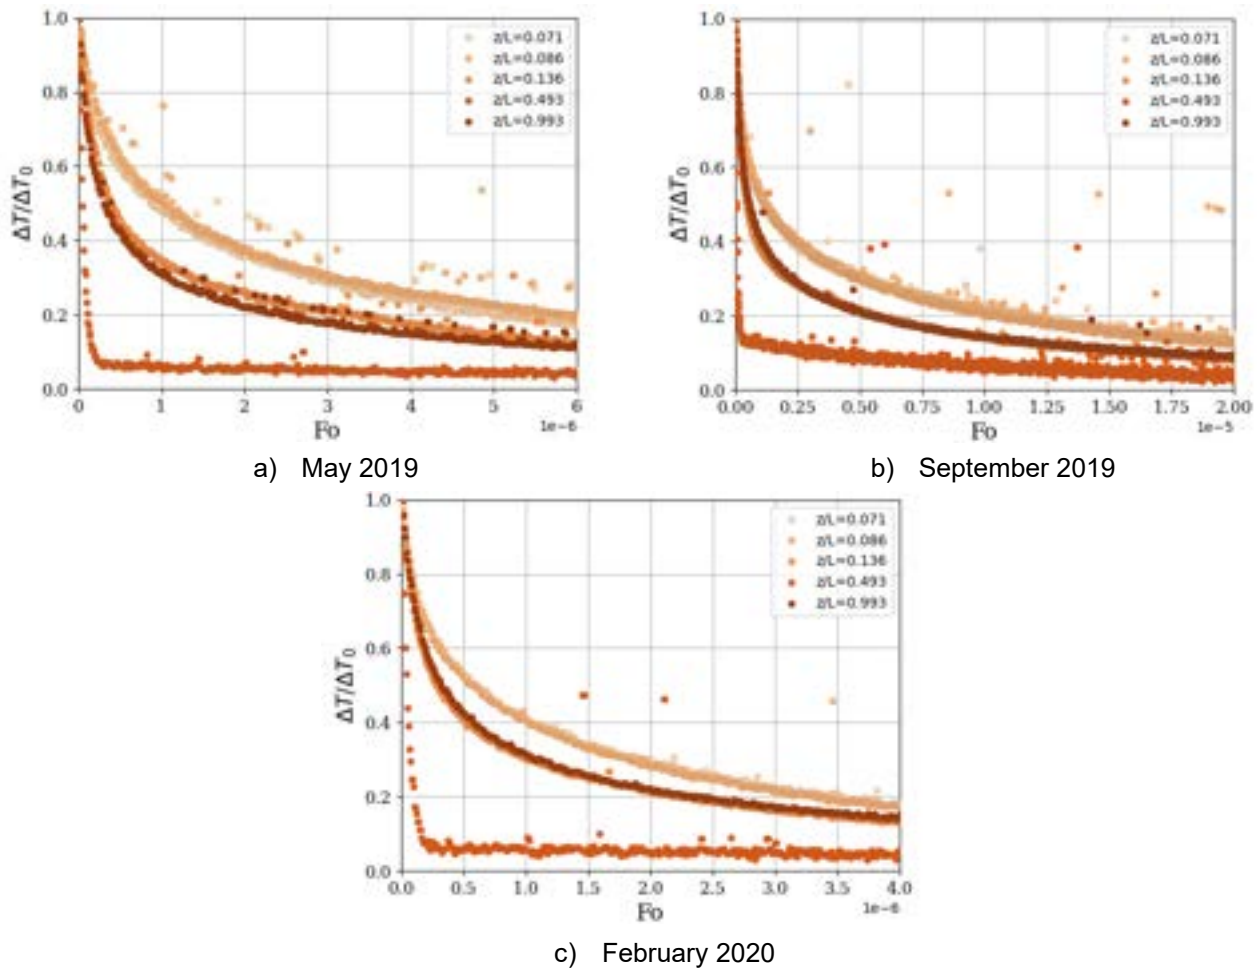 1.0
0.8
0.6
0.4
0.2
0.0
ΔT/ΔT₀
z/L=0.071
z/L=0.086
z/L=0.136
z/L=0.493
z/L=0.993
0 1 2 3 4 5 6
Fo
1e−6
a) May 2019
1.0
0.8
0.6
0.4
0.2
0.0
ΔT/ΔT₀
z/L=0.071
z/L=0.086
z/L=0.136
z/L=0.493
z/L=0.993
0.00 0.25 0.50 0.75 1.00 1.25 1.50 1.75 2.00
Fo
1e−5
b) September 2019
1.0
0.8
0.6
0.4
0.2
0.0
ΔT/ΔT₀
z/L=0.071
z/L=0.086
z/L=0.136
z/L=0.493
z/L=0.993
0.0 0.5 1.0 1.5 2.0 2.5 3.0 3.5 4.0
Fo
1e−6
c) February 2020